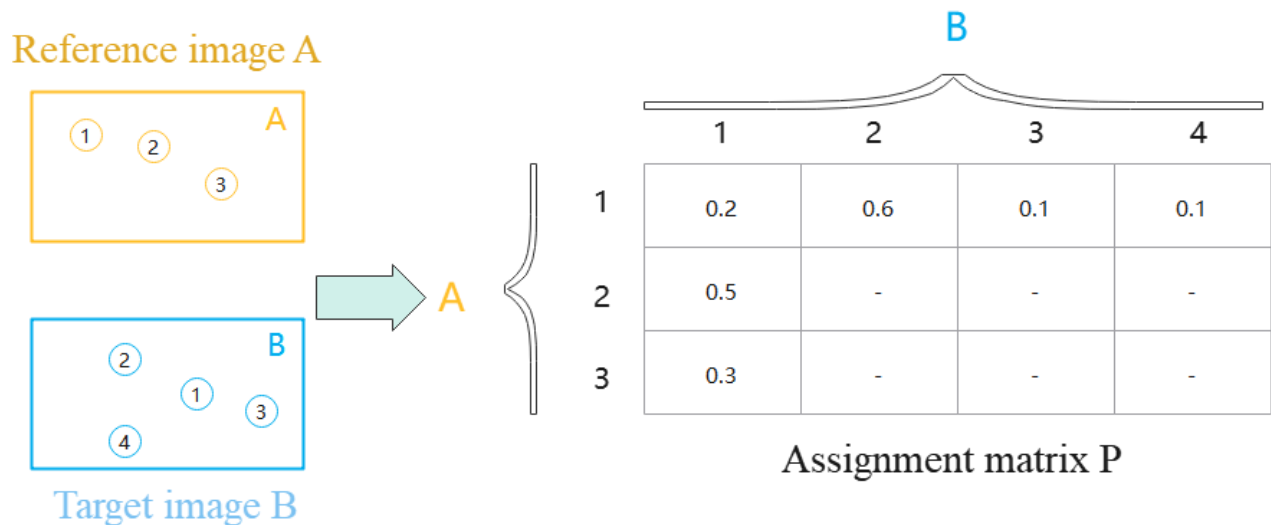 Reference image A
A
1
2
3
B
2
1
3
4
Target image B
A
B
1 2 3 4
1 0.2 0.6 0.1 0.1
2 0.5 - - -
3 0.3 - - -
Assignment matrix P